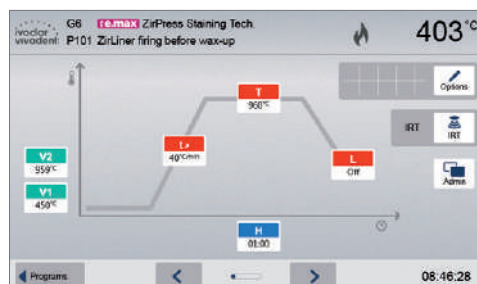 ivoclar
vivadent:
G6 IPS e.max ZirPress Staining Tech.
P101 ZirLiner firing before wax-up
403°C
Options
T
960°C
IRT
IRT
t↗
40°C/min
V2
959°C
L
Off
Admin
V1
450°C
H
01:00
Programs
08:46:28